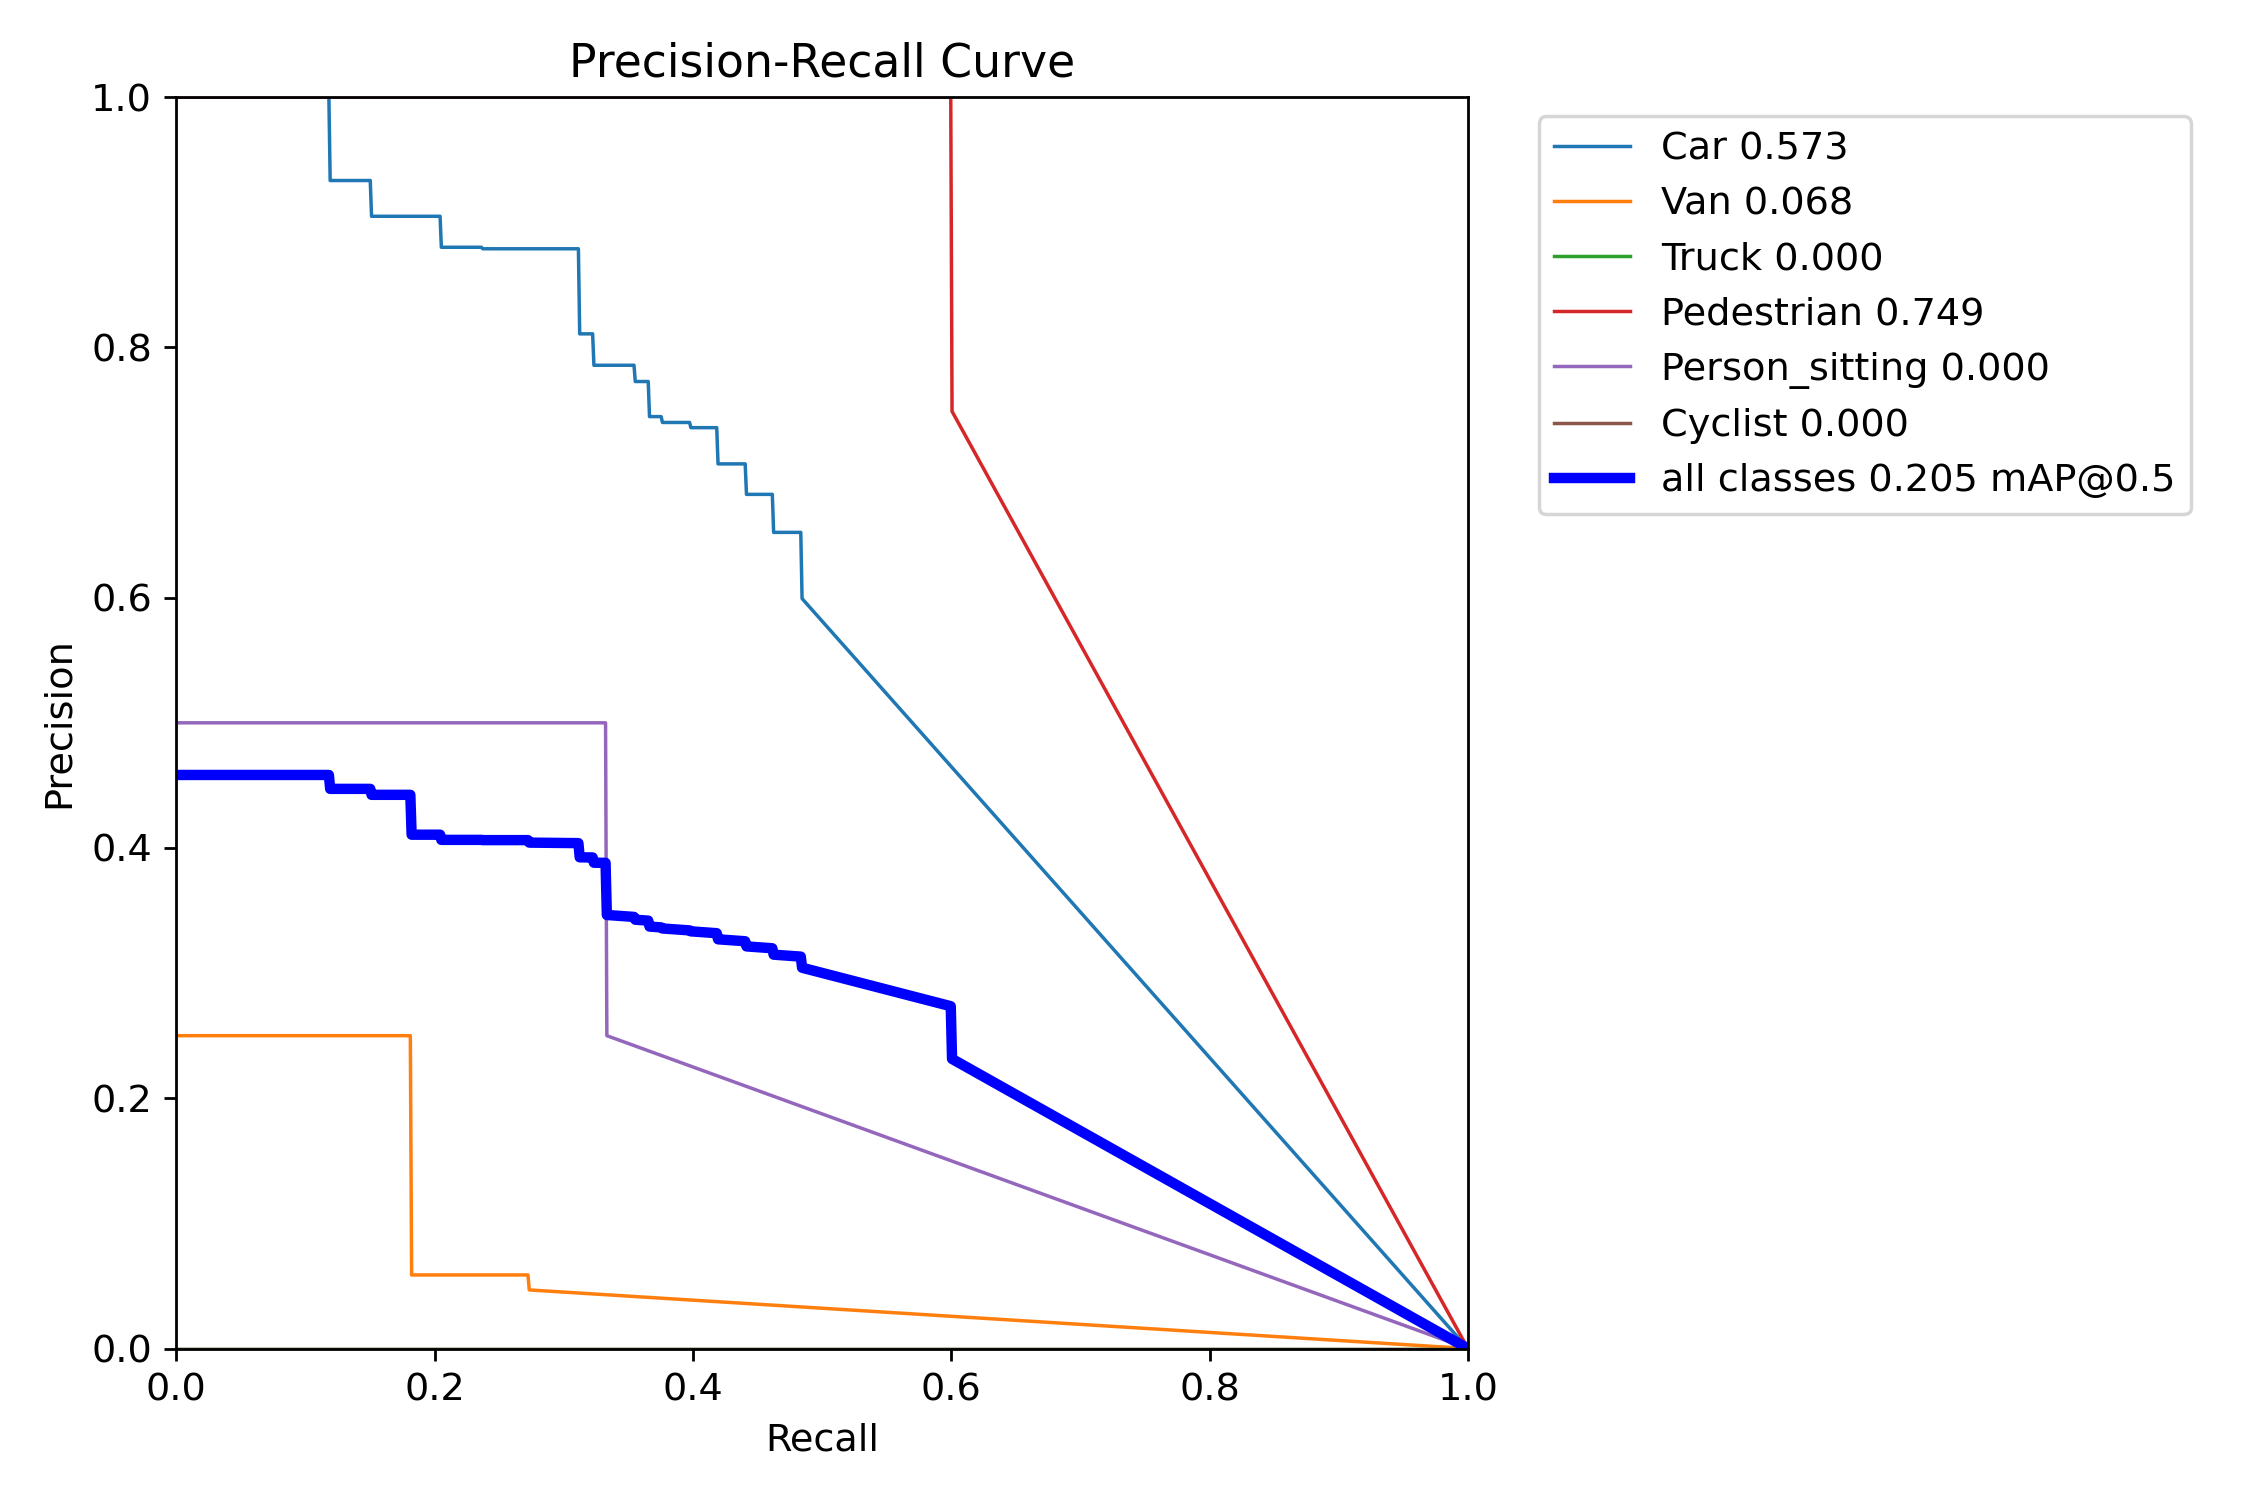 Precision-Recall Curve
1.0
0.8
0.6
0.4
0.2
0.0
Precision
0.0 0.2 0.4 0.6 0.8 1.0
Recall
Car 0.573
Van 0.068
Truck 0.000
Pedestrian 0.749
Person_sitting 0.000
Cyclist 0.000
all classes 0.205 mAP@0.5